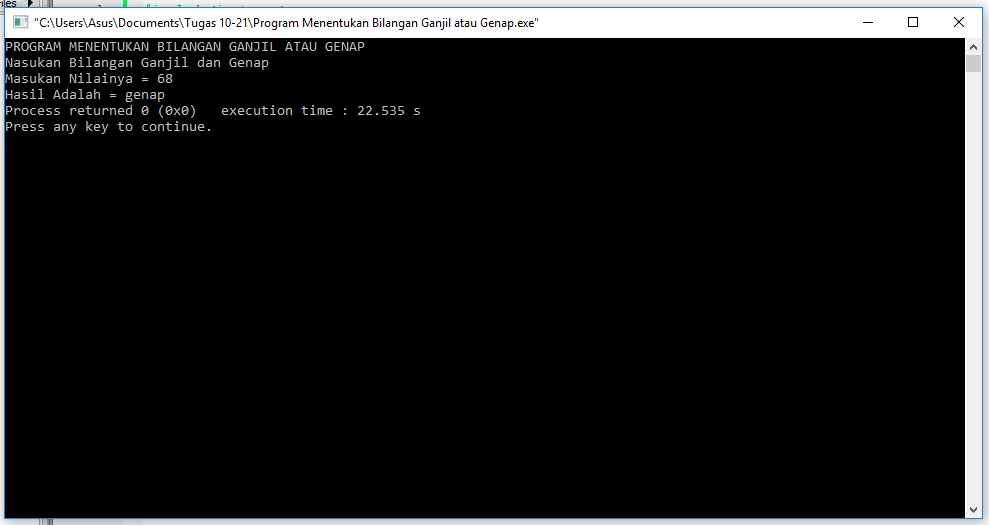 iles
"C:\Users\Asus\Documents\Tugas 10-21\Program Menentukan Bilangan Ganjil atau Genap.exe"
PROGRAM MENENTUKAN BILANGAN GANJIL ATAU GENAP
Nasukan Bilangan Ganjil dan Genap
Masukan Nilainya = 68
Hasil Adalah = genap
Process returned 0 (0x0)   execution time : 22.535 s
Press any key to continue.